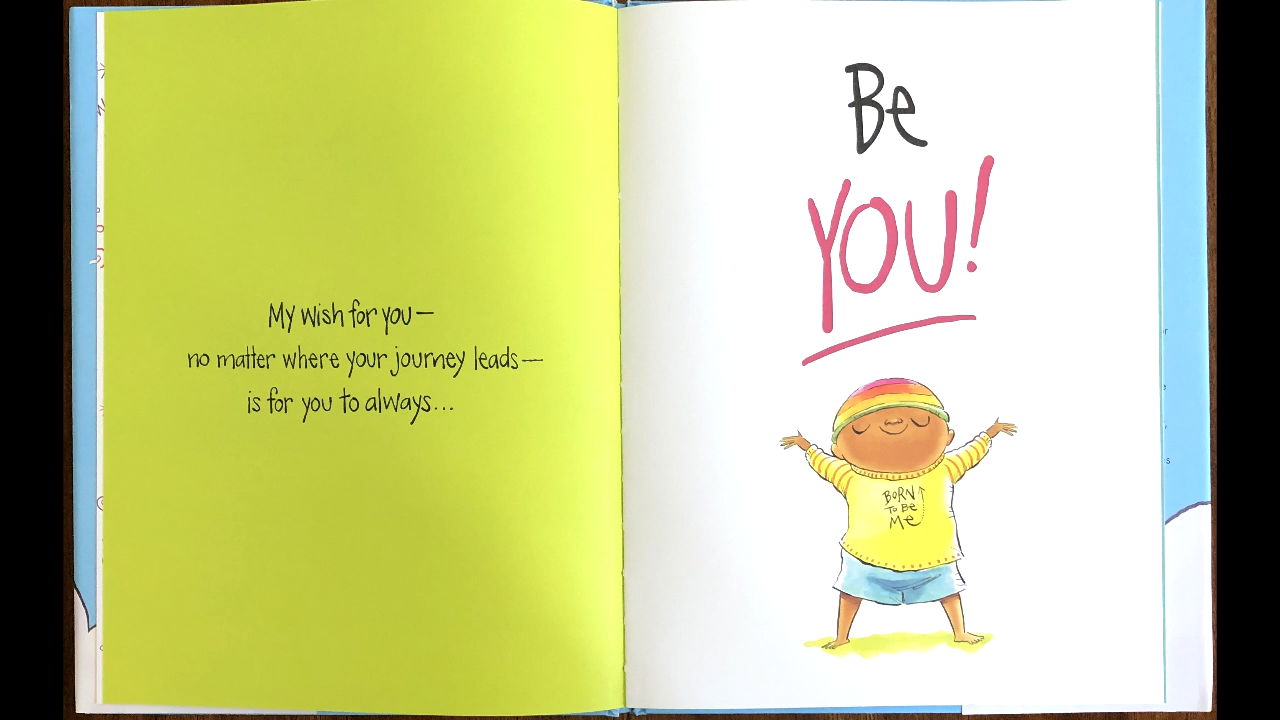 My wish for you—
no matter where your journey leads—
is for you to always...
Be
YOU!
BORN
TO BE
Me